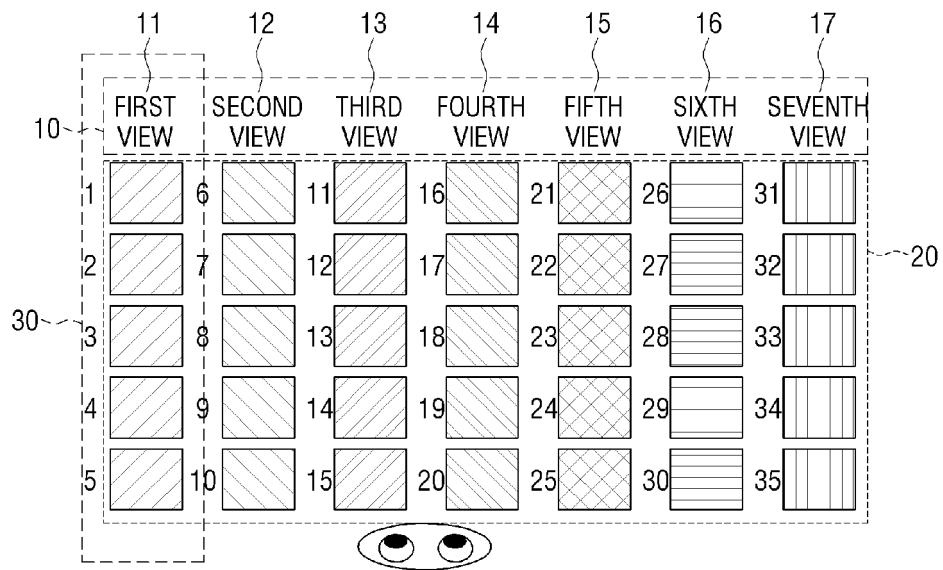 11 12 13 14 15 16 17
FIRST SECOND THIRD FOURTH FIFTH SIXTH SEVENTH
10 VIEW VIEW VIEW VIEW VIEW VIEW VIEW
1 6 11 16 21 26 31
2 7 12 17 22 27 32 20
30 3 8 13 18 23 28 33
4 9 14 19 24 29 34
5 10 15 20 25 30 35